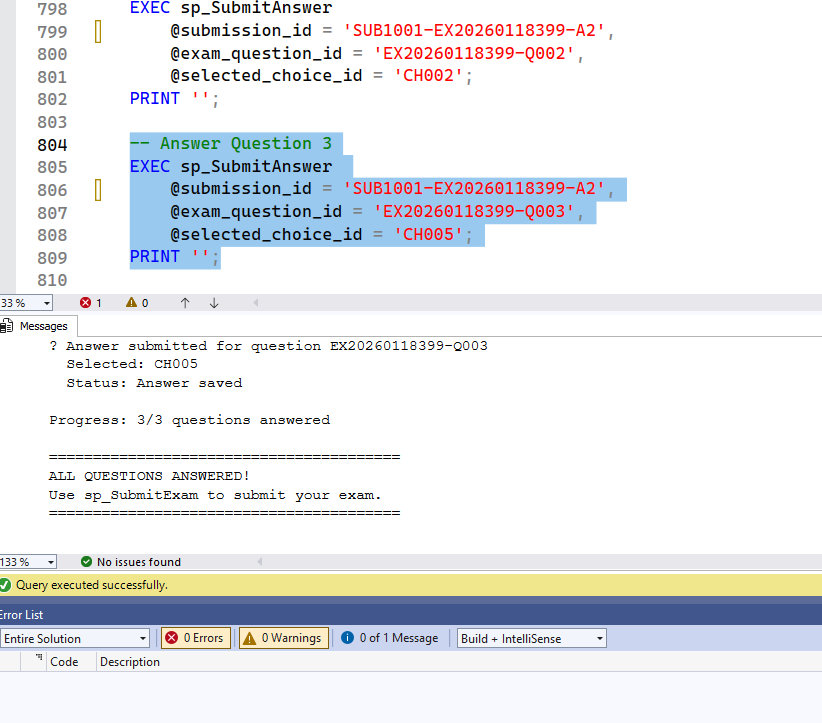 798 EXEC sp_SubmitAnswer
799 @submission_id = 'SUB1001-EX20260118399-A2',
800 @exam_question_id = 'EX20260118399-Q002',
801 @selected_choice_id = 'CH002';
802 PRINT '';
803
804 -- Answer Question 3
805 EXEC sp_SubmitAnswer
806 @submission_id = 'SUB1001-EX20260118399-A2',
807 @exam_question_id = 'EX20260118399-Q003',
808 @selected_choice_id = 'CH005';
809 PRINT '';
810
33 % 1 0
Messages
? Answer submitted for question EX20260118399-Q003
Selected: CH005
Status: Answer saved
Progress: 3/3 questions answered
========================================
ALL QUESTIONS ANSWERED!
Use sp_SubmitExam to submit your exam.
========================================
133 % No issues found
Query executed successfully.
Error List
Entire Solution 0 Errors 0 Warnings 0 of 1 Message Build + IntelliSense
Code Description